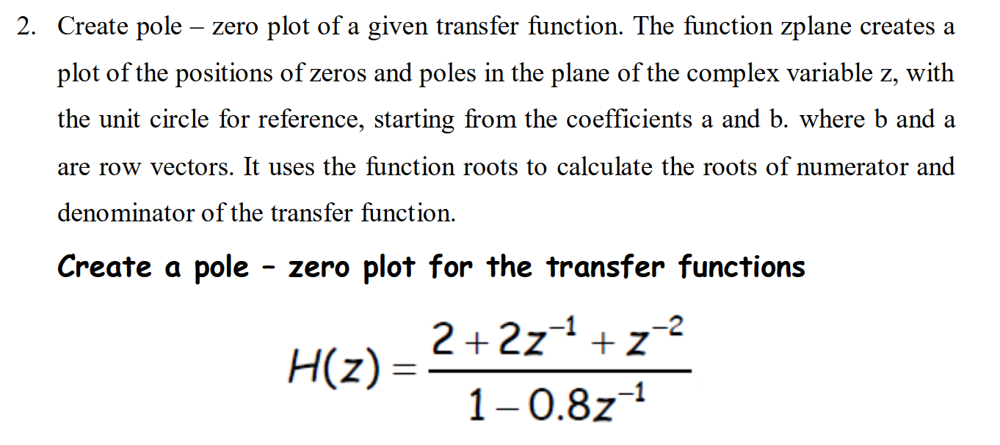 2. Create pole – zero plot of a given transfer function. The function zplane creates a
plot of the positions of zeros and poles in the plane of the complex variable z, with
the unit circle for reference, starting from the coefficients a and b. where b and a
are row vectors. It uses the function roots to calculate the roots of numerator and
denominator of the transfer function.
Create a pole – zero plot for the transfer functions
H(z) = (2 + 2z⁻¹ + z⁻²) / (1 – 0.8z⁻¹)